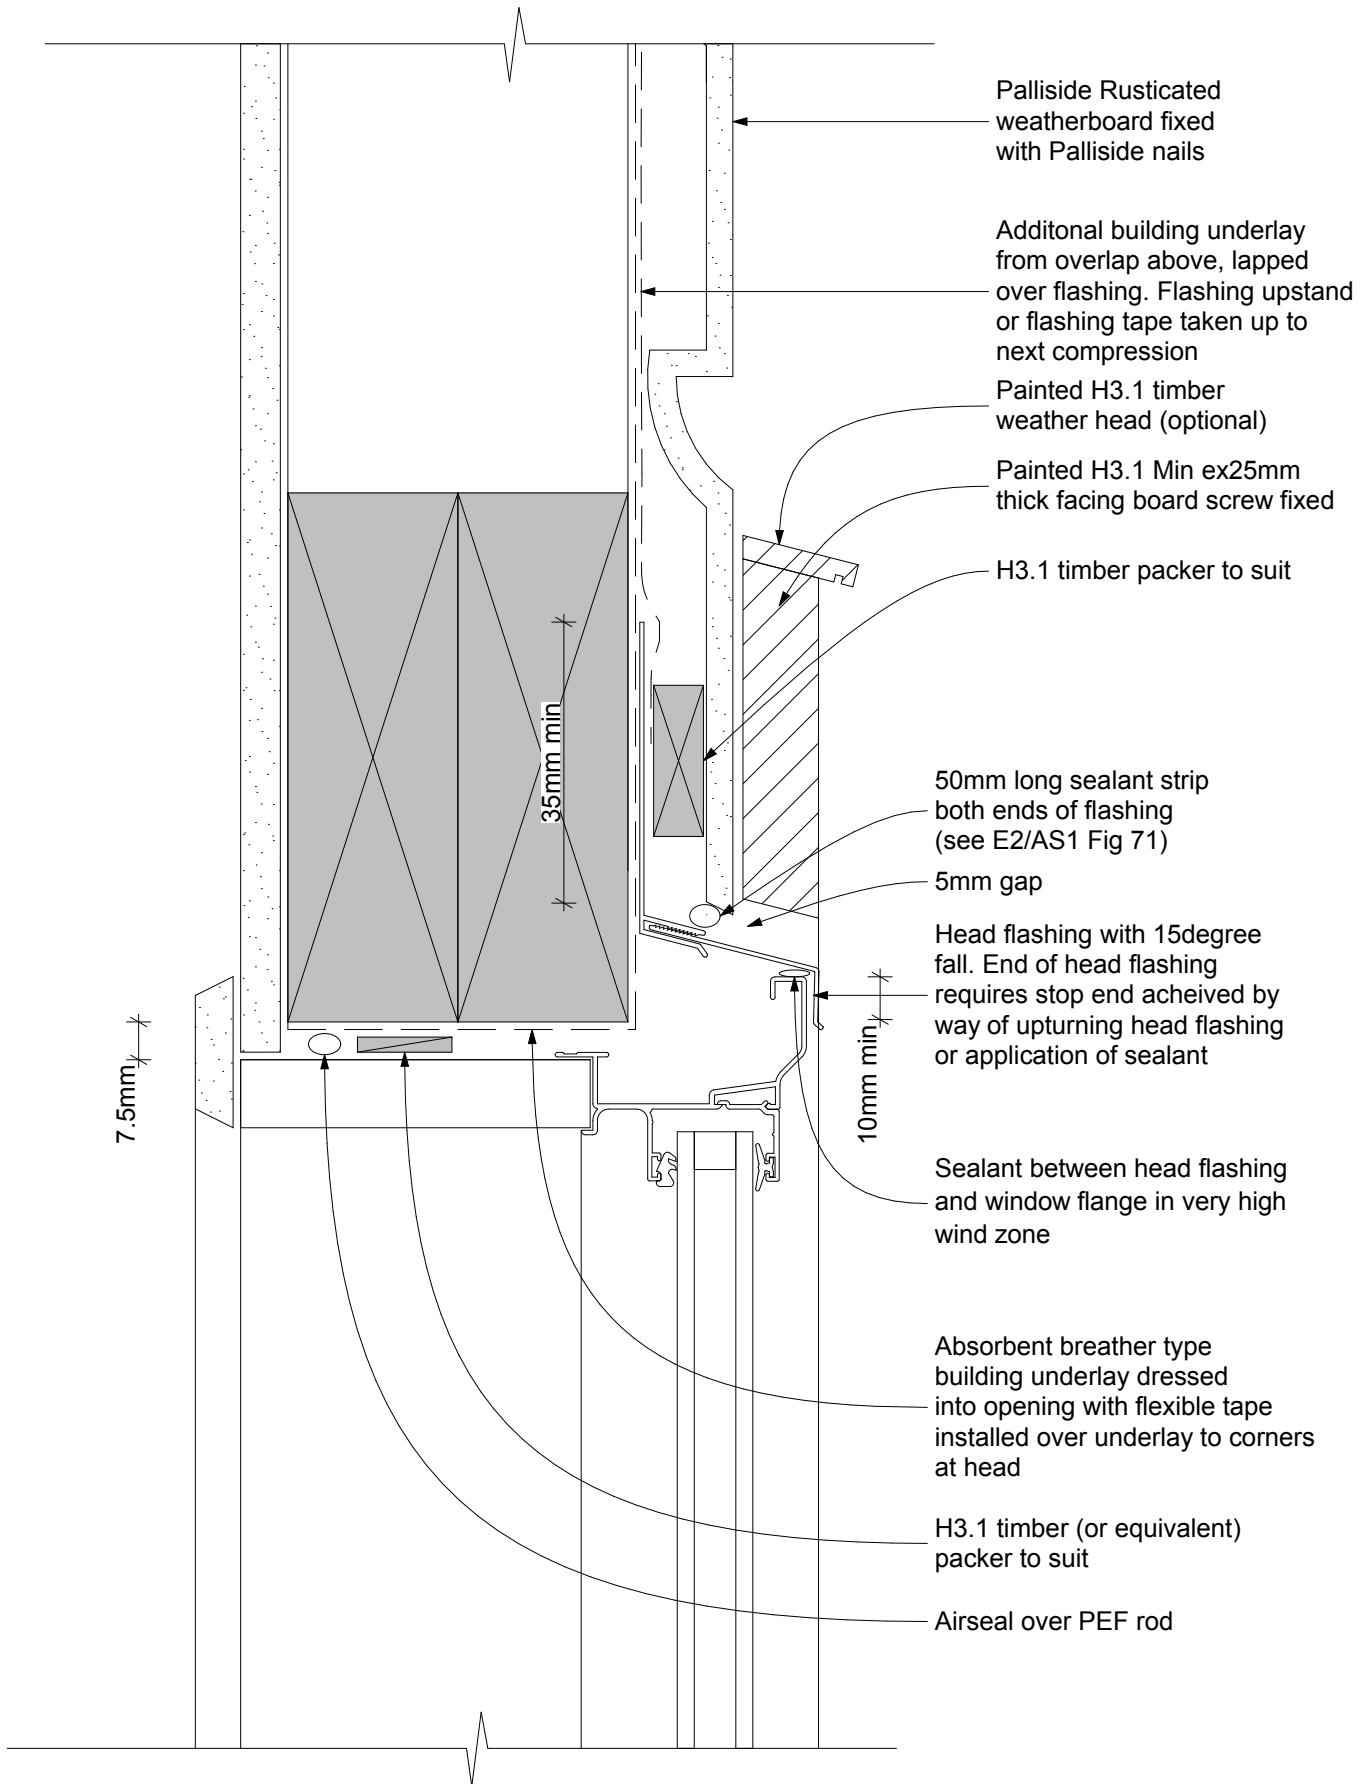 Palliside Rusticated
weatherboard fixed
with Palliside nails
Additonal building underlay
from overlap above, lapped
over flashing. Flashing upstand
or flashing tape taken up to
next compression
Painted H3.1 timber
weather head (optional)
Painted H3.1 Min ex25mm
thick facing board screw fixed
H3.1 timber packer to suit
35mm min
50mm long sealant strip
both ends of flashing
(see E2/AS1 Fig 71)
5mm gap
Head flashing with 15degree
fall. End of head flashing
requires stop end acheived by
way of upturning head flashing
or application of sealant
7.5mm
10mm min
Sealant between head flashing
and window flange in very high
wind zone
Absorbent breather type
building underlay dressed
into opening with flexible tape
installed over underlay to corners
at head
H3.1 timber (or equivalent)
packer to suit
Airseal over PEF rod